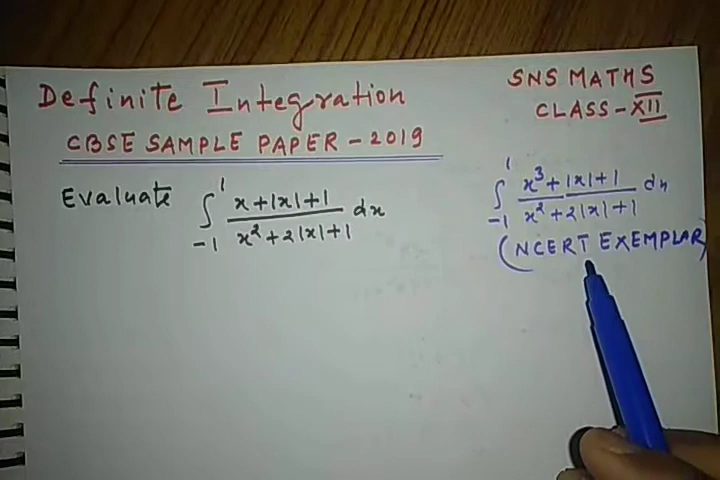 Definite Integration
CBSE SAMPLE PAPER - 2019
SNS MATHS
CLASS - XII
Evaluate ∫_{-1}^{1} (x+|x|+1)/(x²+2|x|+1) dx
∫_{-1}^{1} (x³+|x|+1)/(x²+2|x|+1) dx
(NCERT EXEMPLAR)